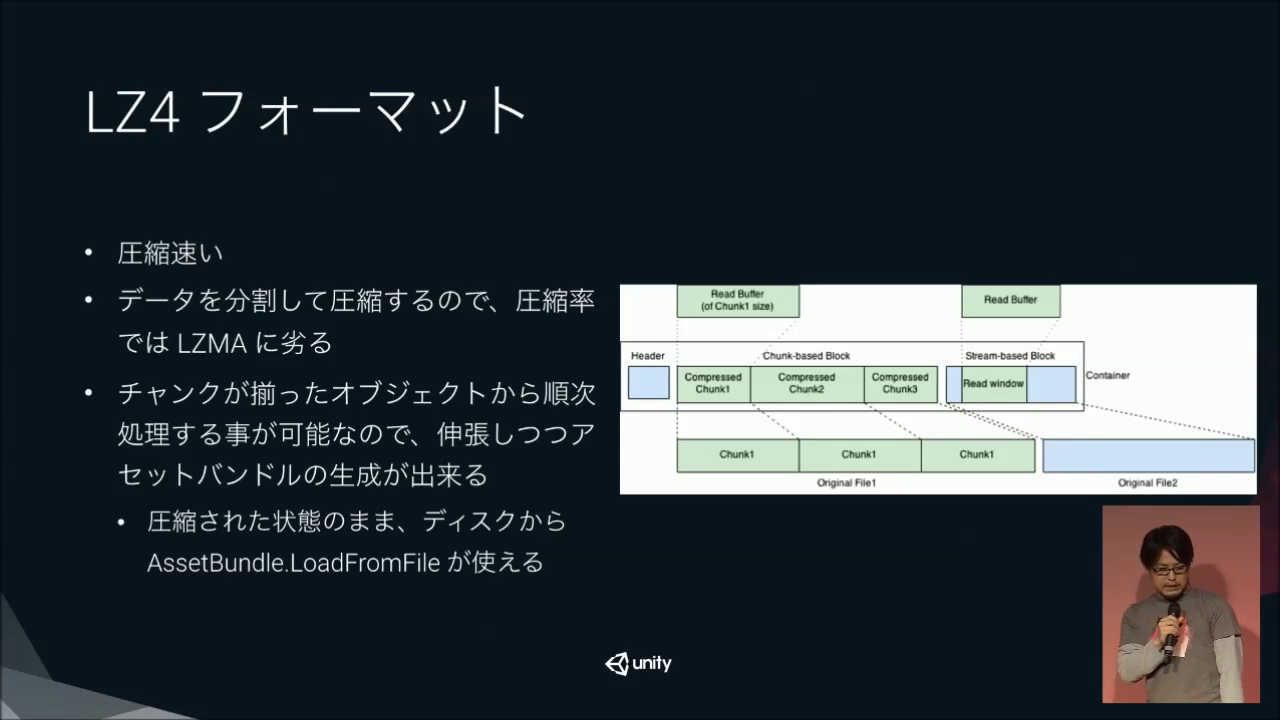 LZ4 フォーマット
• 圧縮速い
• データを分割して圧縮するので、圧縮率
では LZMA に劣る
• チャンクが揃ったオブジェクトから順次
処理する事が可能なので、伸張しつつア
セットバンドルの生成が出来る
• 圧縮された状態のまま、ディスクから
AssetBundle.LoadFromFile が使える
Read Buffer
(of Chunk1 size)
Read Buffer
Header
Chunk-based Block
Stream-based Block
Compressed
Chunk1
Compressed
Chunk2
Compressed
Chunk3
Read window
Container
Chunk1
Chunk1
Chunk1
Original File1
Original File2
unity